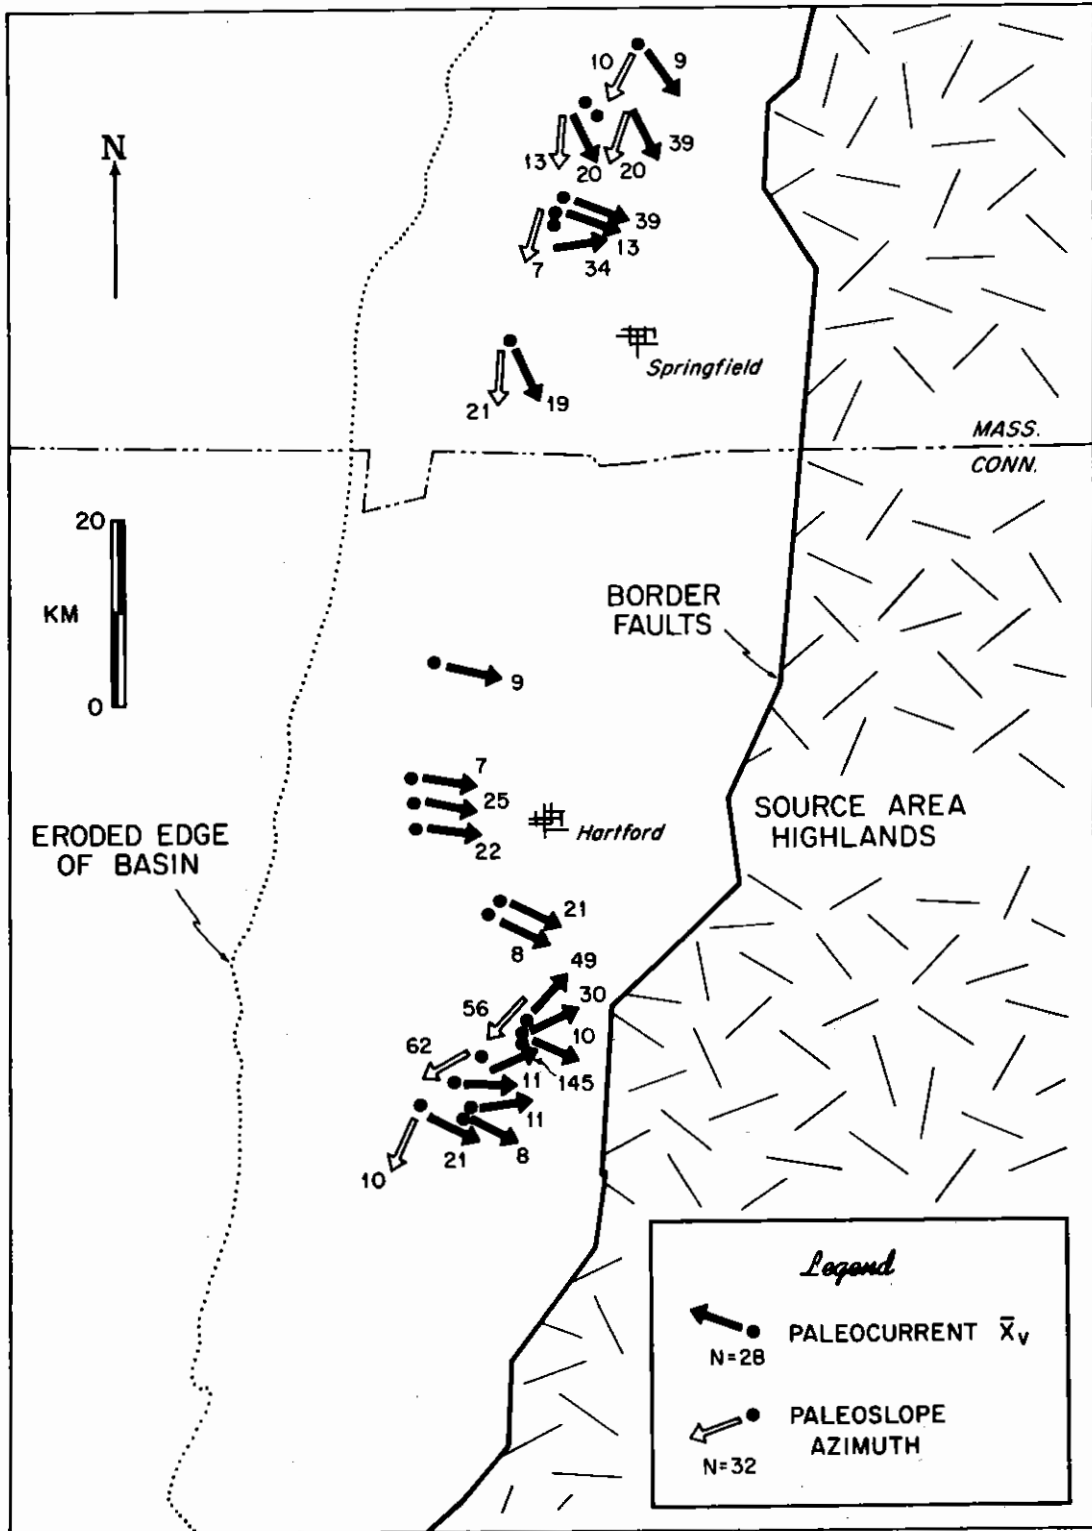 10 9
N
39
13 20 20
39
13
7 34
Springfield
21 19
MASS.
CONN.
20
KM
0
BORDER
FAULTS
9
7
25
22
Hartford
SOURCE AREA
HIGHLANDS
ERODED EDGE
OF BASIN
21
8
49
56 30
62 10
11 145
11
21 8
10
Legend
PALEOCURRENT X̄v
N=28
PALEOSLOPE
AZIMUTH
N=32